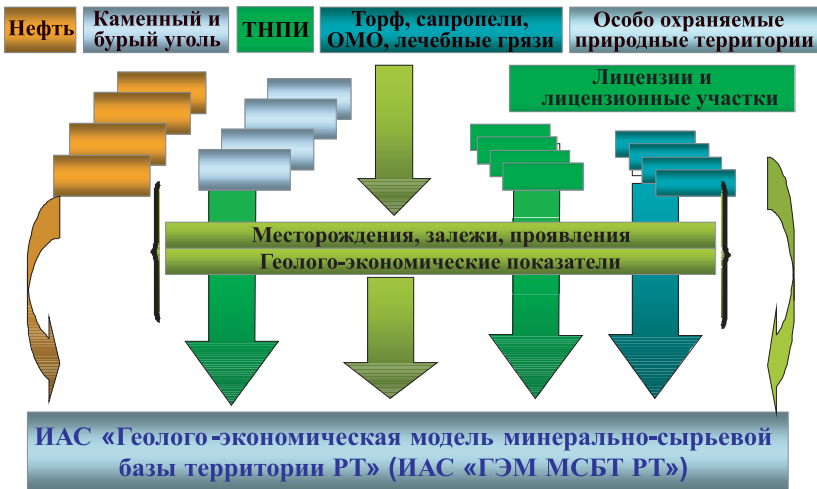 Нефть
Каменный и
бурый уголь
ТНПИ
Торф, сапропели,
ОМО, лечебные грязи
Особо охраняемые
природные территории
Лицензии и
лицензионные участки
Месторождения, залежи, проявления
Геолого-экономические показатели
ИАС «Геолого-экономическая модель минерально-сырьевой
базы территории РТ» (ИАС «ГЭМ МСБТ РТ»)